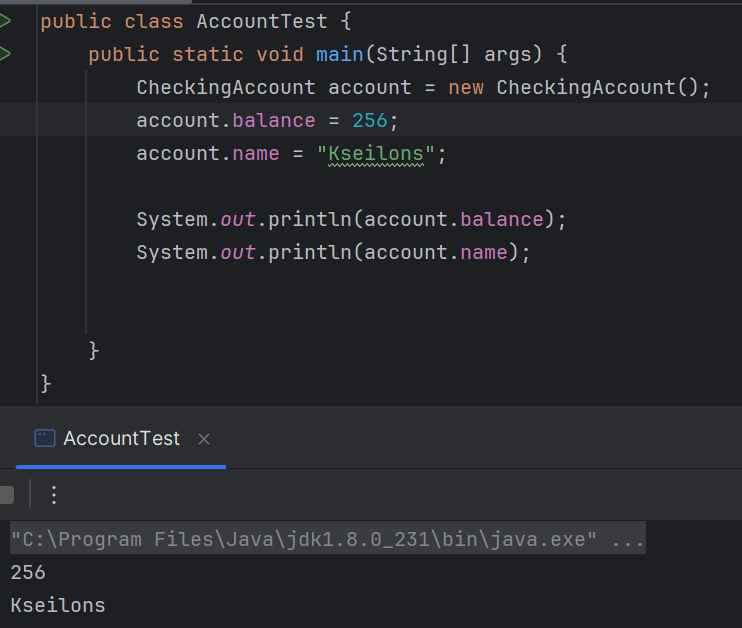 public class AccountTest {
public static void main(String[] args) {
CheckingAccount account = new CheckingAccount();
account.balance = 256;
account.name = "Kseilons";
System.out.println(account.balance);
System.out.println(account.name);
}
}
AccountTest
"C:\Program Files\Java\jdk1.8.0_231\bin\java.exe" ...
256
Kseilons